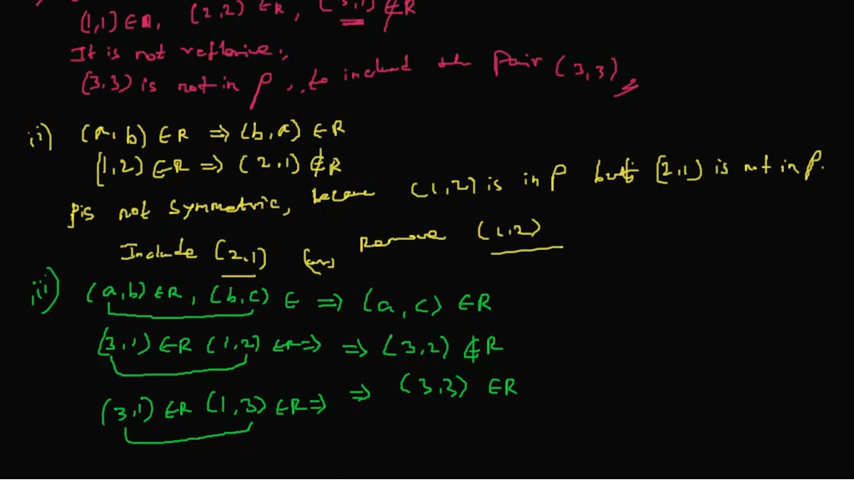 (1,1) ∈ R, (2,2) ∈ R, (3,1) ∉ R
It is not reflexive.,
(3,3) is not in ρ, to includ the Pair (3,3)
ii) (a,b) ∈ R ⇒ (b,a) ∈ R
(1,2) ∈ R ⇒ (2,1) ∉ R
ρ is not symmetric, because (1,2) is in ρ but (2,1) is not in ρ.
Include (2,1) (or) Remove (1,2)
iii) (a,b) ∈ R, (b,c) ∈ ⇒ (a,c) ∈ R
(3,1) ∈ R (1,2) ∈ R ⇒ ⇒ (3,2) ∉ R
(3,1) ∈ R (1,3) ∈ R ⇒ ⇒ (3,3) ∈ R